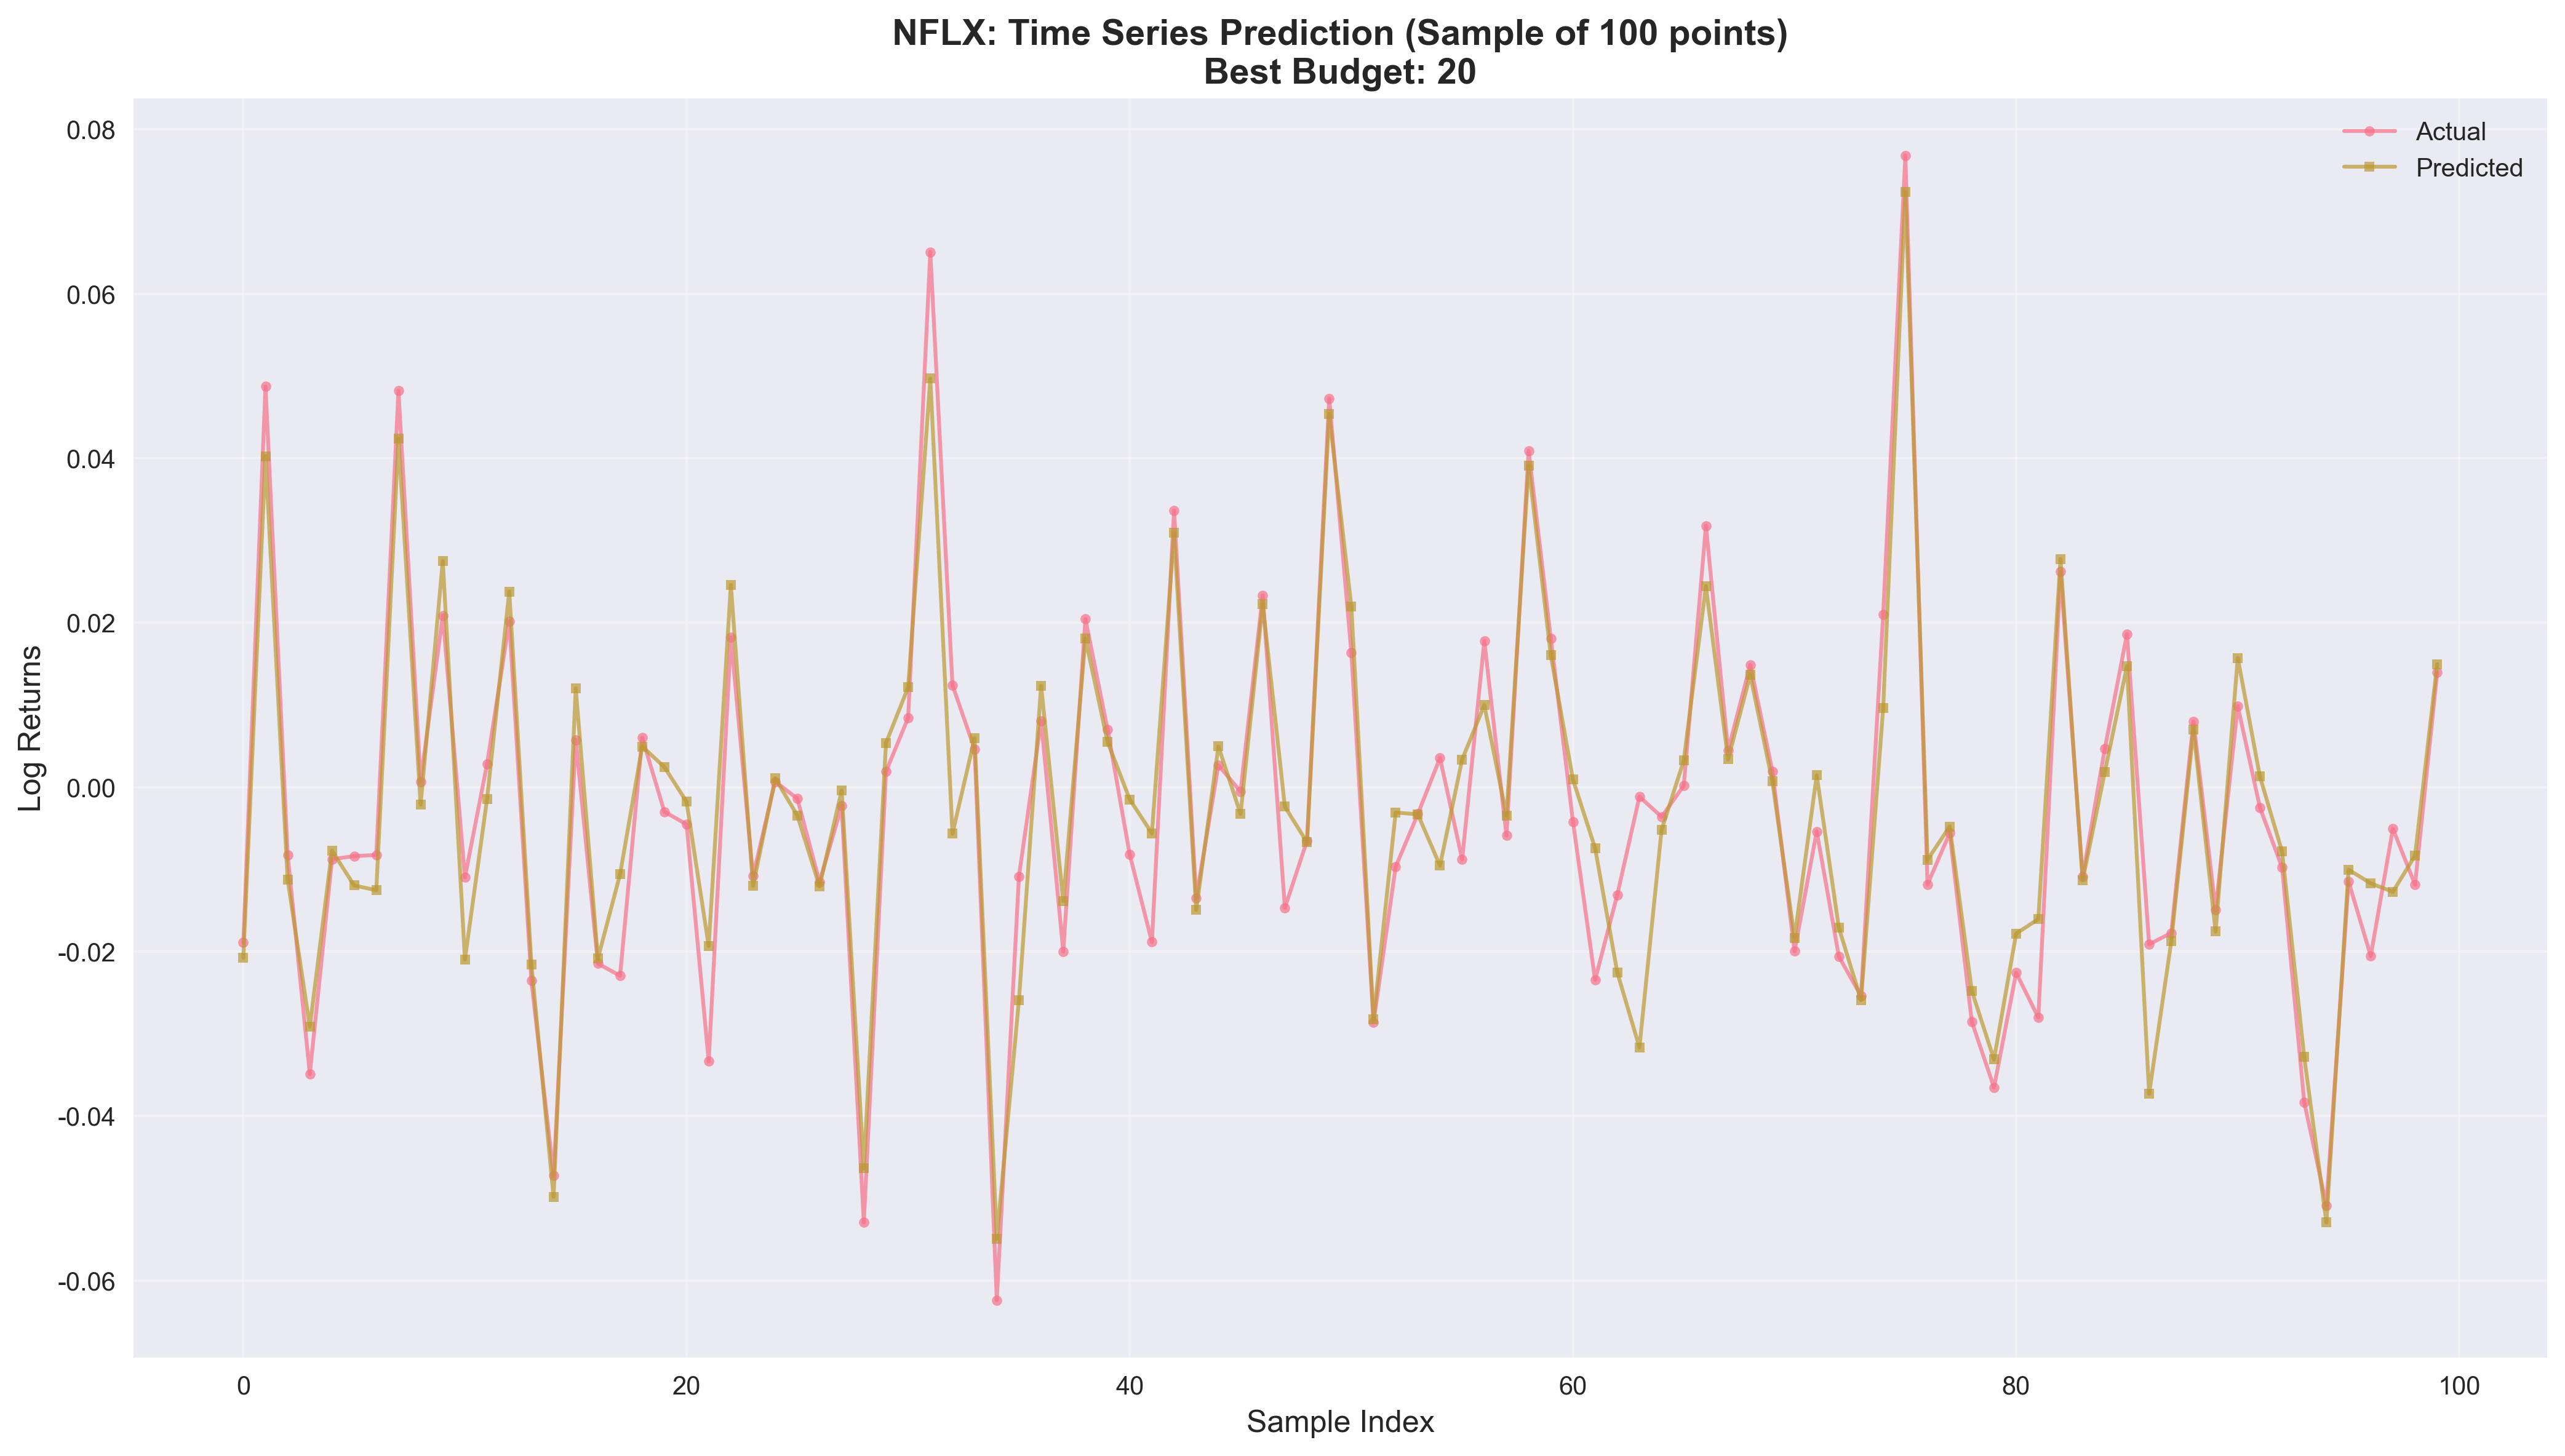 NFLX: Time Series Prediction (Sample of 100 points)
Best Budget: 20
Actual
Predicted
Log Returns
0.08
0.06
0.04
0.02
0.00
-0.02
-0.04
-0.06
0 20 40 60 80 100
Sample Index